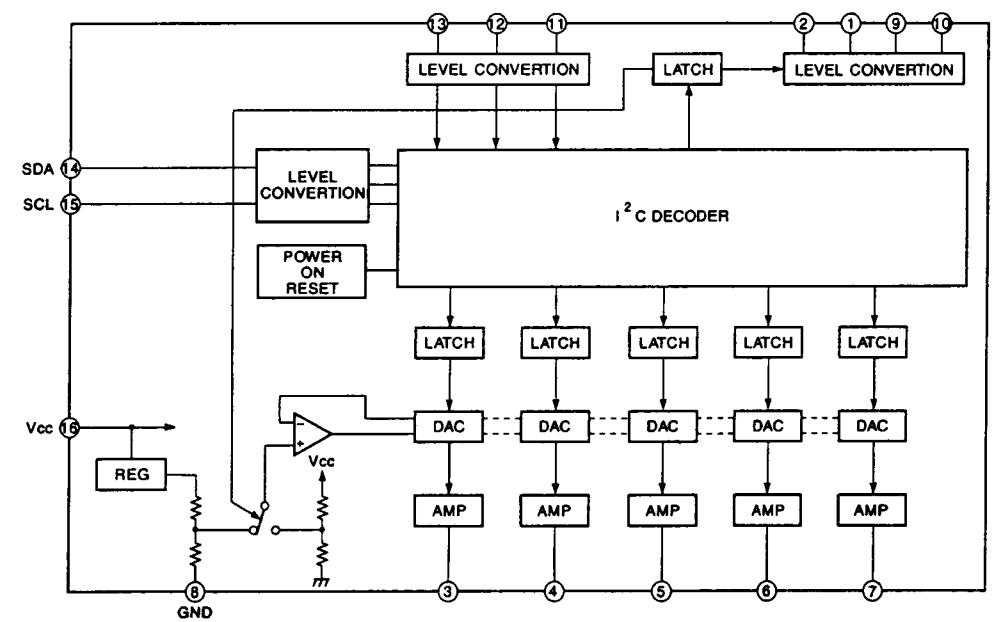 13 12 11 2 1 9 10
LEVEL CONVERTION LATCH LEVEL CONVERTION
SDA 14
SCL 15
LEVEL
CONVERTION
I2C DECODER
POWER
ON
RESET
LATCH LATCH LATCH LATCH LATCH
Vcc 16
REG
DAC DAC DAC DAC DAC
- +
Vcc
AMP AMP AMP AMP AMP
8 3 4 5 6 7
GND